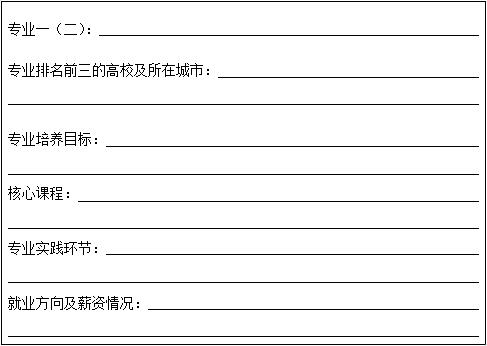 专业一（二）：
专业排名前三的高校及所在城市：
专业培养目标：
核心课程：
专业实践环节：
就业方向及薪资情况：